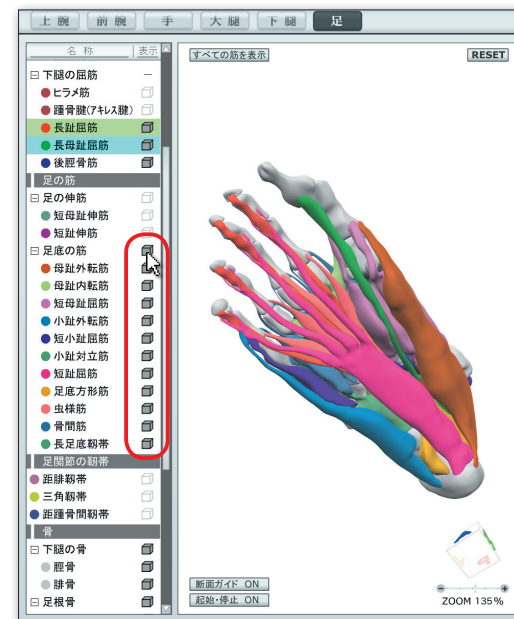 上腕 前腕 手 大腿 下腿 足
名称 表示
すべての筋を表示
RESET
下腿の屈筋 －
ヒラメ筋
踵骨腱(アキレス腱)
長趾屈筋
長母趾屈筋
後脛骨筋
足の筋
足の伸筋
短母趾伸筋
短趾伸筋
足底の筋
母趾外転筋
母趾内転筋
短母趾屈筋
小趾外転筋
短小趾屈筋
小趾対立筋
短趾屈筋
足底方形筋
虫様筋
骨間筋
長足底靱帯
足関節の靱帯
距腓靱帯
三角靱帯
距踵骨間靱帯
骨
下腿の骨
脛骨
腓骨
足根骨
断面ガイド ON
起始・停止 ON
ZOOM 135%